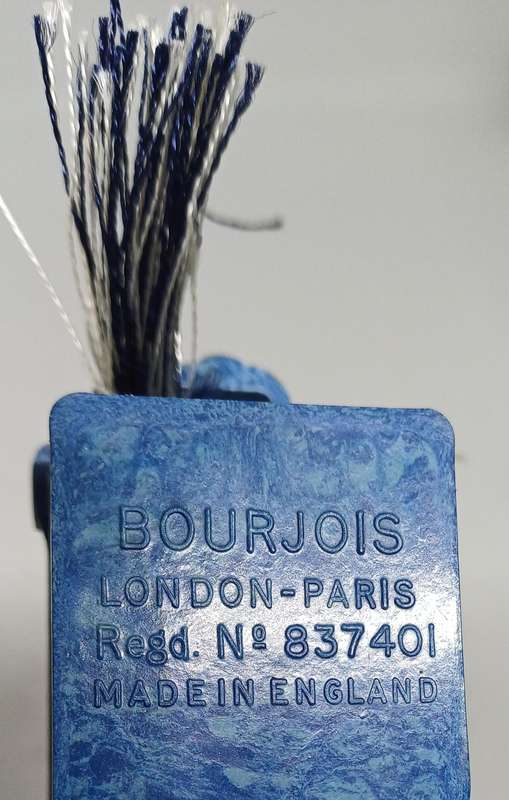 BOURJOIS
LONDON-PARIS
Regd. Nº 837401
MADE IN ENGLAND